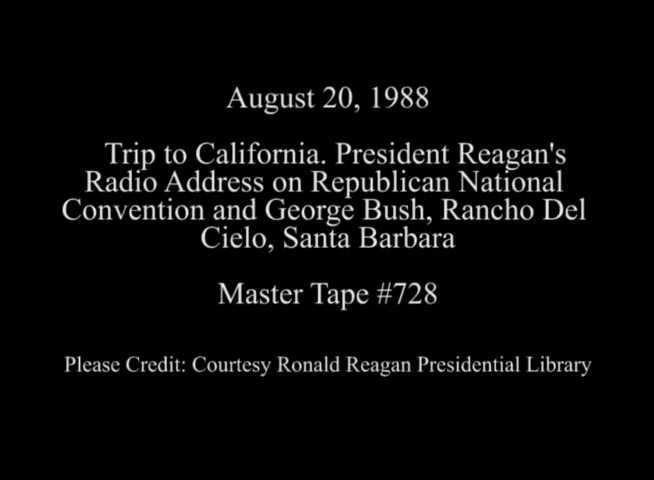 August 20, 1988
Trip to California. President Reagan's
Radio Address on Republican National
Convention and George Bush, Rancho Del
Cielo, Santa Barbara
Master Tape #728
Please Credit: Courtesy Ronald Reagan Presidential Library